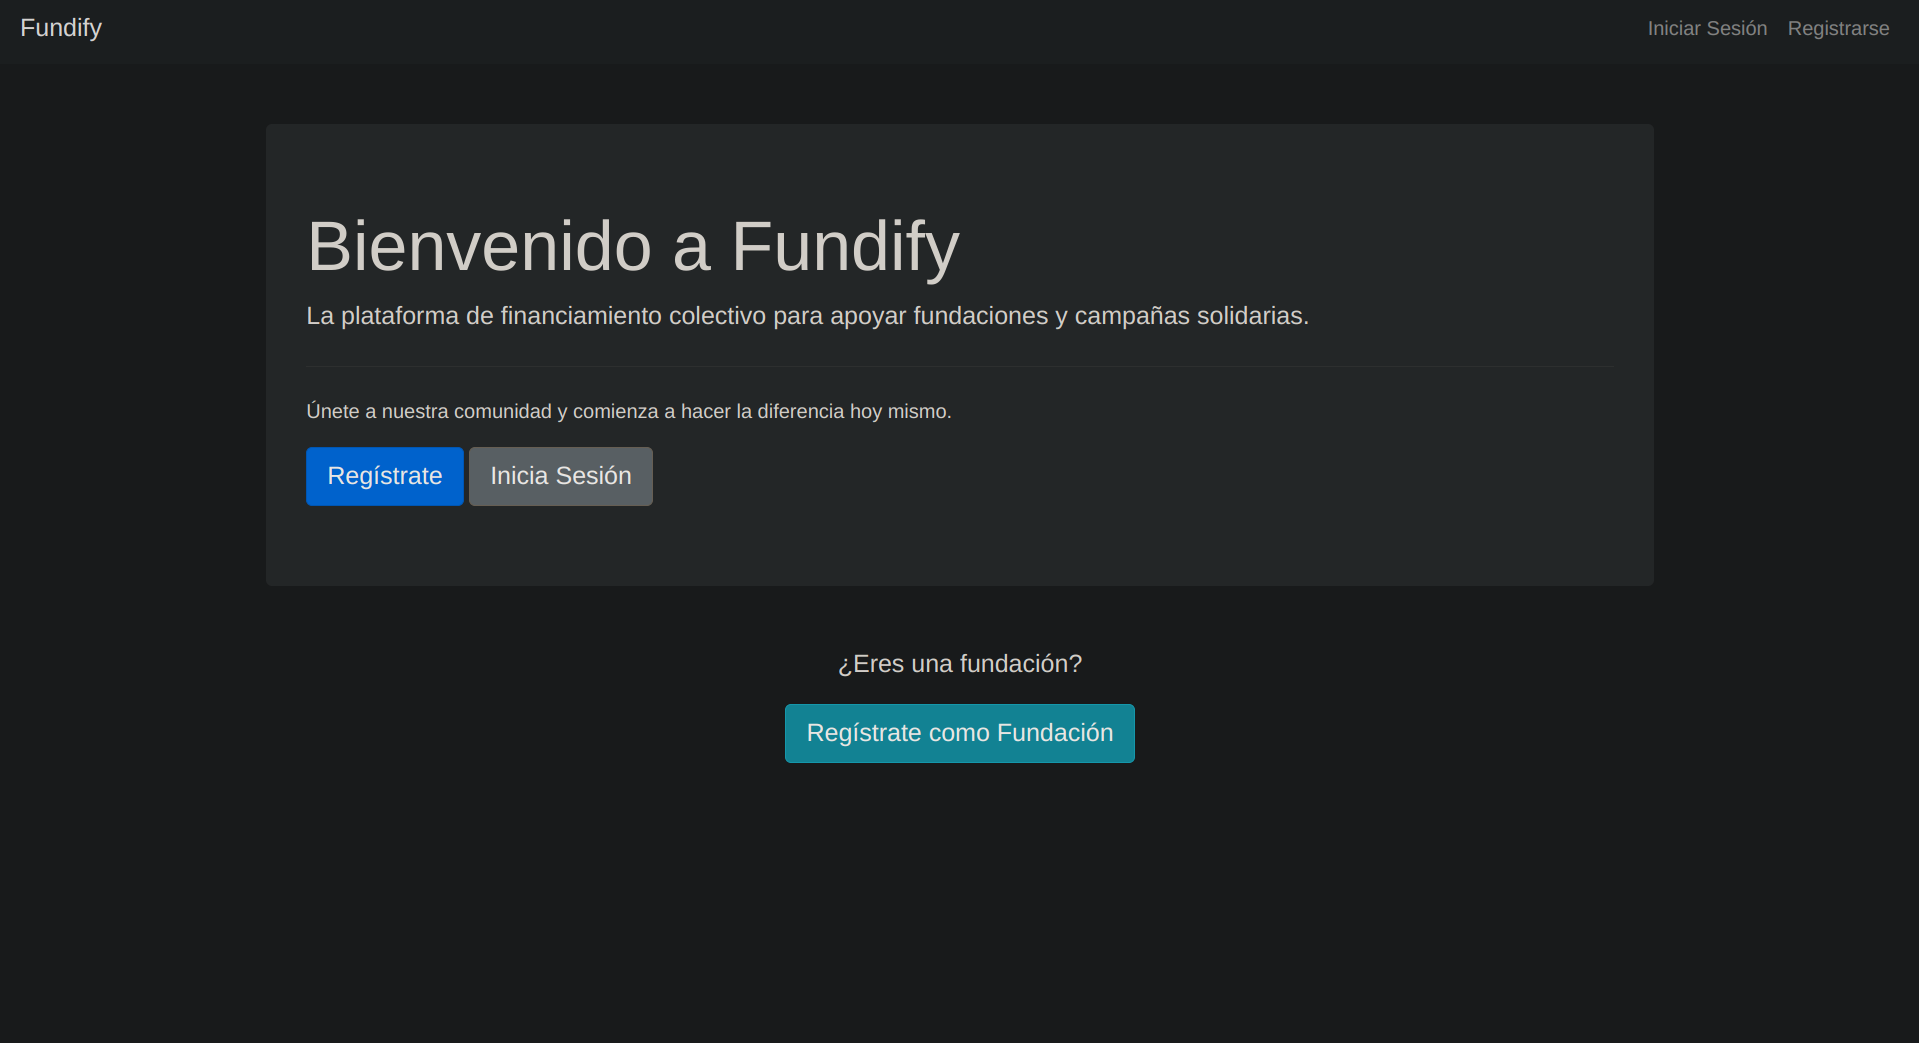 Fundify
Iniciar Sesión Registrarse
Bienvenido a Fundify
La plataforma de financiamiento colectivo para apoyar fundaciones y campañas solidarias.
Únete a nuestra comunidad y comienza a hacer la diferencia hoy mismo.
Regístrate Inicia Sesión
¿Eres una fundación?
Regístrate como Fundación